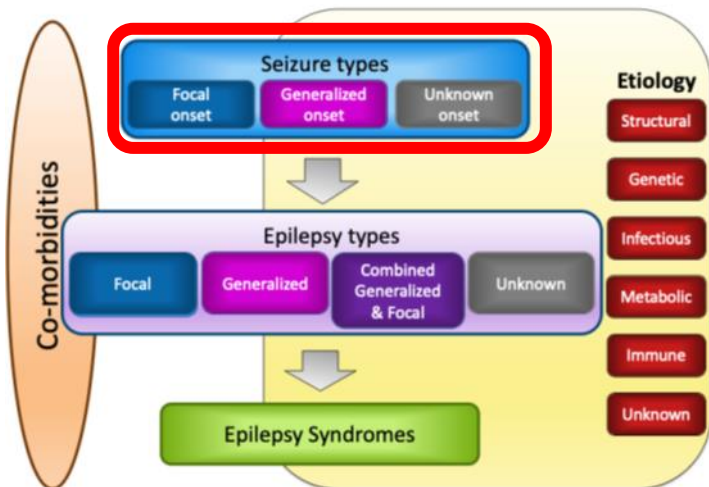 Seizure types
Focal
onset
Generalized
onset
Unknown
onset
Etiology
Structural
Genetic
Infectious
Metabolic
Immune
Unknown
Co-morbidities
Epilepsy types
Focal
Generalized
Combined
Generalized
& Focal
Unknown
Epilepsy Syndromes